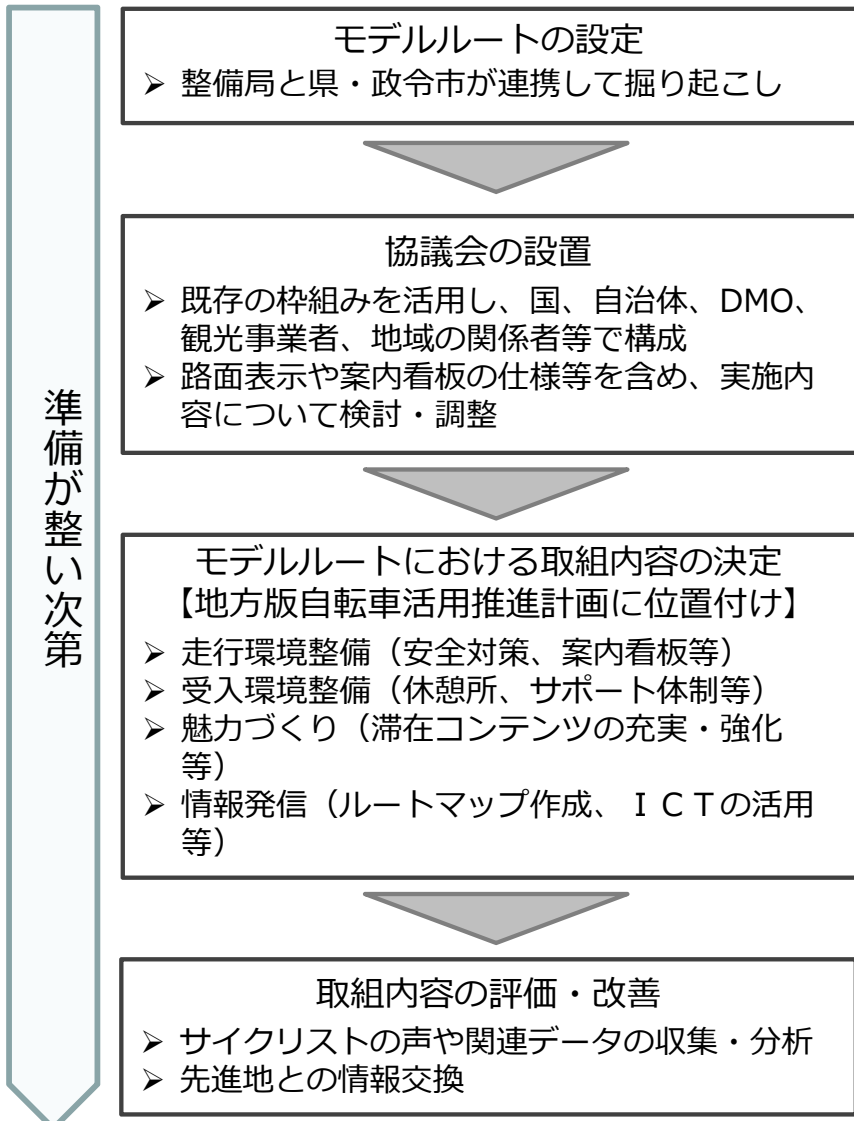 準備が整い次第
モデルルートの設定
➢ 整備局と県・政令市が連携して掘り起こし
協議会の設置
➢ 既存の枠組みを活用し、国、自治体、DMO、
観光事業者、地域の関係者等で構成
➢ 路面表示や案内看板の仕様等を含め、実施内
容について検討・調整
モデルルートにおける取組内容の決定
【地方版自転車活用推進計画に位置付け】
➢ 走行環境整備（安全対策、案内看板等）
➢ 受入環境整備（休憩所、サポート体制等）
➢ 魅力づくり（滞在コンテンツの充実・強化
等）
➢ 情報発信（ルートマップ作成、ＩＣＴの活用
等）
取組内容の評価・改善
➢ サイクリストの声や関連データの収集・分析
➢ 先進地との情報交換